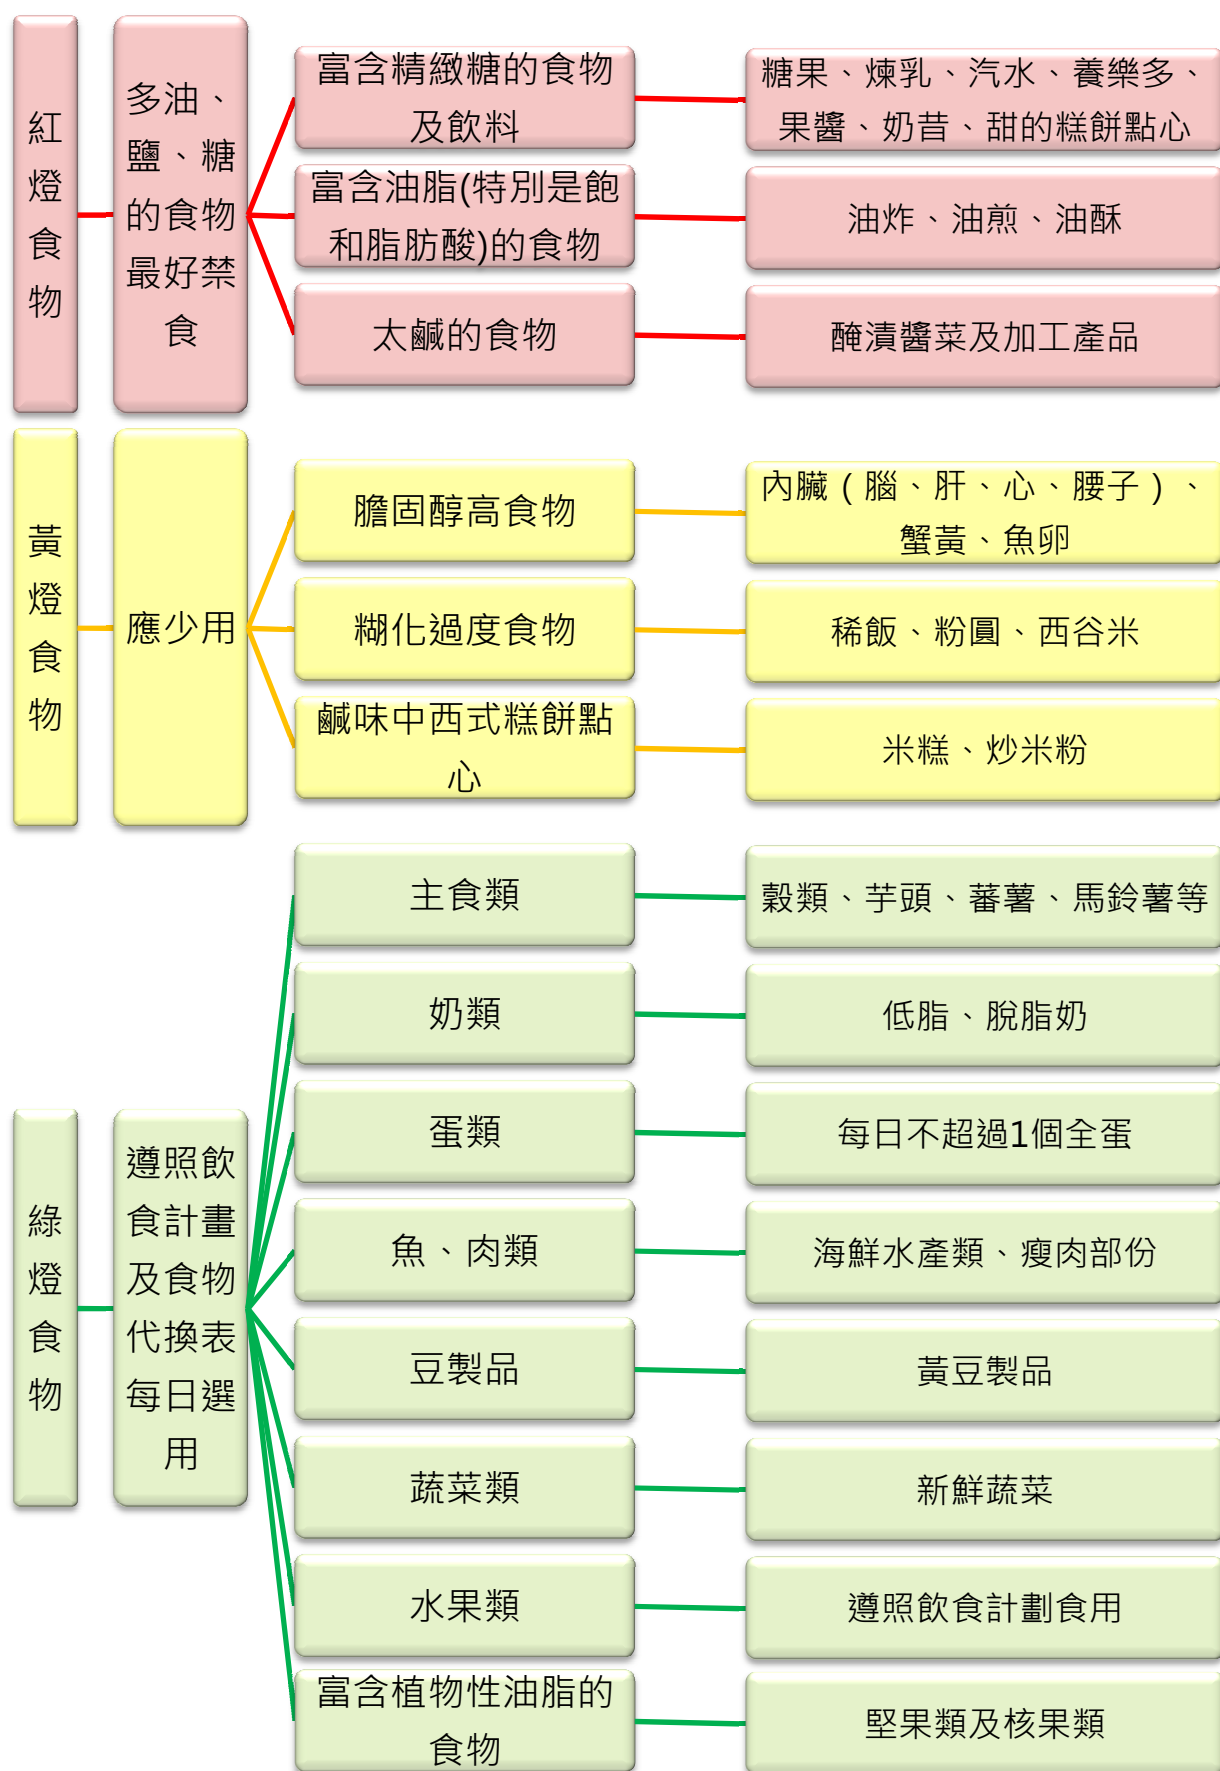 紅
燈
食
物
多油、
鹽、糖
的食物
最好禁
食
富含精緻糖的食物
及飲料
糖果、煉乳、汽水、養樂多、
果醬、奶昔、甜的糕餅點心
富含油脂(特別是飽
和脂肪酸)的食物
油炸、油煎、油酥
太鹹的食物
醃漬醬菜及加工產品
黃
燈
食
物
應少用
膽固醇高食物
內臟（腦、肝、心、腰子）、
蟹黃、魚卵
糊化過度食物
稀飯、粉圓、西谷米
鹹味中西式糕餅點
心
米糕、炒米粉
綠
燈
食
物
遵照飲
食計畫
及食物
代換表
每日選
用
主食類
穀類、芋頭、蕃薯、馬鈴薯等
奶類
低脂、脫脂奶
蛋類
每日不超過1個全蛋
魚、肉類
海鮮水產類、瘦肉部份
豆製品
黃豆製品
蔬菜類
新鮮蔬菜
水果類
遵照飲食計劃食用
富含植物性油脂的
食物
堅果類及核果類